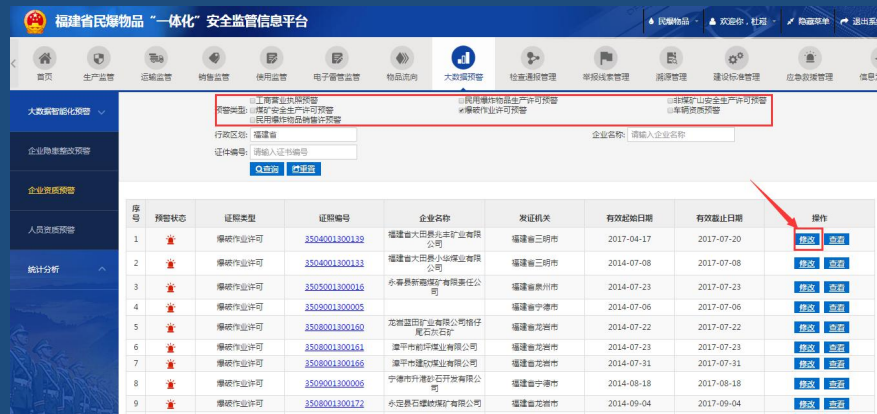 福建省民爆物品“一体化”安全监管信息平台
民爆物品 欢迎你，杜超 隐藏菜单 退出系
首页 生产监管 运输监管 销售监管 使用监管 电子雷管监管 物品流向 大数据预警 检查通报管理 举报线索管理 溯源管理 建设标准管理 应急救援管理 信息
大数据智能化预警
企业隐患整改预警
企业资质预警
人员资质预警
统计分析
工商营业执照预警 民用爆炸物品生产许可预警 非煤矿山安全生产许可预警
预警类型: 煤矿安全生产许可预警 爆破作业许可预警 车辆资质预警
民用爆炸物品销售许预警
行政区划: 福建省 企业名称: 请输入企业名称
证件编号: 请输入证书编号
查询 重置
序号 预警状态 证照类型 证照编号 企业名称 发证机关 有效起始日期 有效截止日期 操作
1 爆破作业许可 3504001300139 福建省大田县兆丰矿业有限公司 福建省三明市 2017-04-17 2017-07-20 修改 查看
2 爆破作业许可 3504001300133 福建省大田县小华煤业有限公司 福建省三明市 2014-07-08 2017-07-08 修改 查看
3 爆破作业许可 3505001300016 永春县新霞煤矿有限责任公司 福建省泉州市 2014-07-23 2017-07-23 修改 查看
4 爆破作业许可 3509001300005 福建省宁德市 2014-07-06 2017-07-06 修改 查看
5 爆破作业许可 3508001300160 龙岩蓝田矿业有限公司格仔尾石灰石矿 福建省龙岩市 2014-07-22 2017-07-22 修改 查看
6 爆破作业许可 3508001300161 漳平市前坪煤业有限公司 福建省龙岩市 2014-07-23 2017-07-23 修改 查看
7 爆破作业许可 3508001300166 漳平市建欣煤业有限公司 福建省龙岩市 2014-07-31 2017-07-31 修改 查看
8 爆破作业许可 3509001300006 宁德市升港砂石开发有限公司 福建省宁德市 2014-08-18 2017-08-18 修改 查看
9 爆破作业许可 3508001300172 永定县石螺岐煤矿有限公司 福建省龙岩市 2014-09-04 2017-09-04 修改 查看